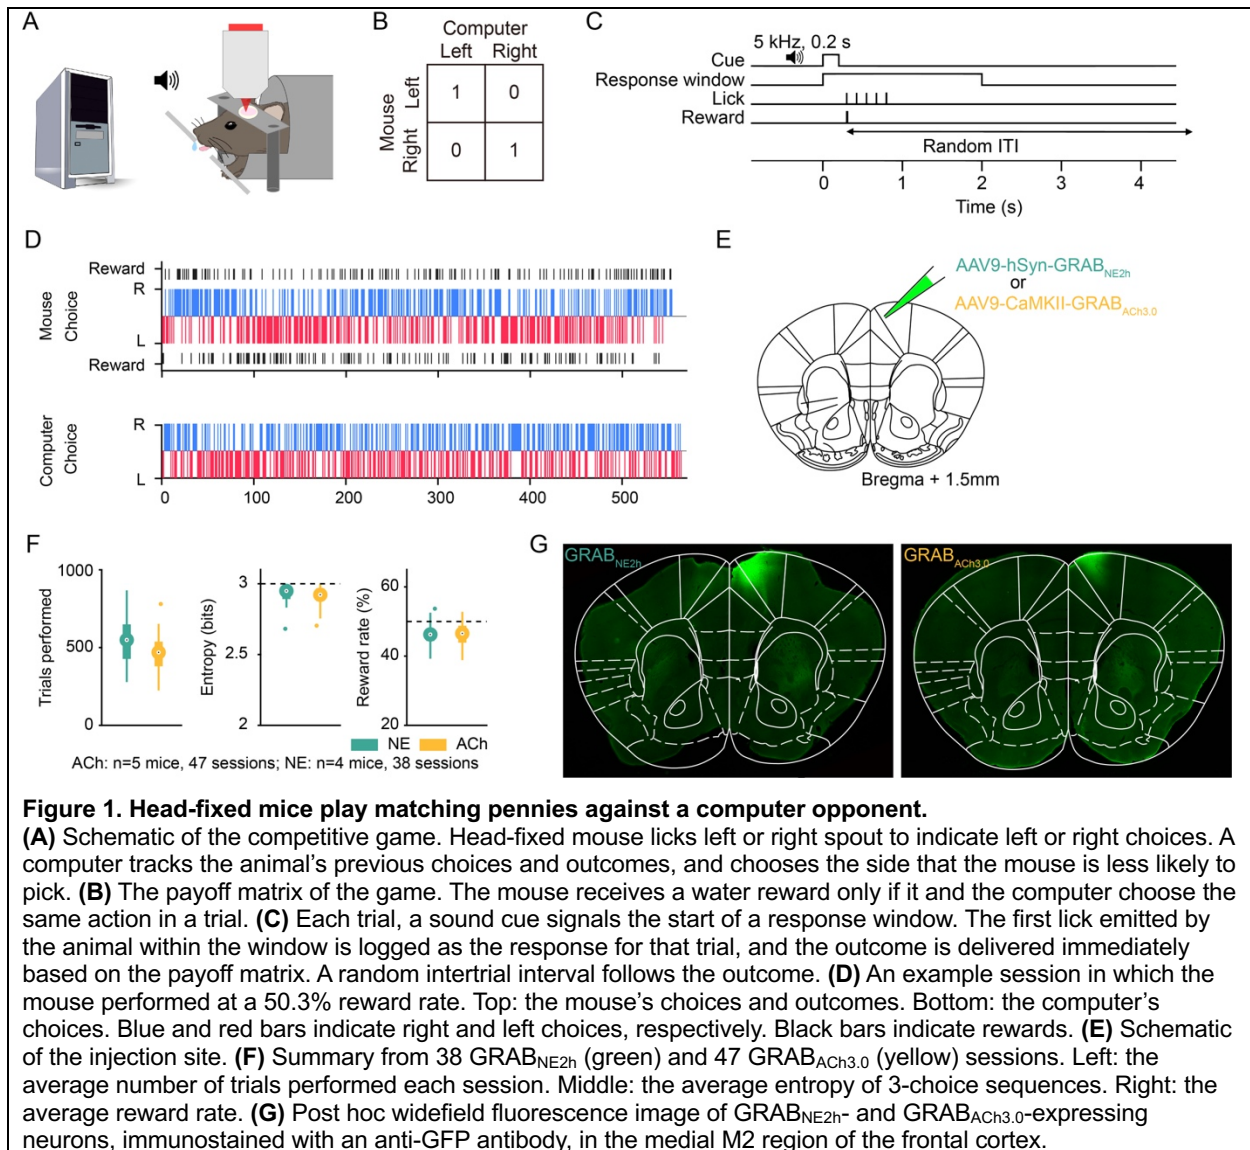 A
B
Computer
Left Right
Mouse
Left
Right
1 0
0 1
C
5 kHz, 0.2 s
Cue
Response window
Lick
Reward
Random ITI
0 1 2 3 4
Time (s)
D
Reward
R
Mouse
Choice
L
Reward
R
Computer
Choice
L
0 100 200 300 400 500
E
AAV9-hSyn-GRABNE2h
or
AAV9-CaMKII-GRABACh3.0
Bregma + 1.5mm
F
Trials performed
1000
500
0
Entropy (bits)
3
2.5
2
Reward rate (%)
60
40
20
NE ACh
ACh: n=5 mice, 47 sessions; NE: n=4 mice, 38 sessions
G
GRABNE2h
GRABACh3.0
Figure 1. Head-fixed mice play matching pennies against a computer opponent.
(A) Schematic of the competitive game. Head-fixed mouse licks left or right spout to indicate left or right choices. A
computer tracks the animal's previous choices and outcomes, and chooses the side that the mouse is less likely to
pick. (B) The payoff matrix of the game. The mouse receives a water reward only if it and the computer choose the
same action in a trial. (C) Each trial, a sound cue signals the start of a response window. The first lick emitted by
the animal within the window is logged as the response for that trial, and the outcome is delivered immediately
based on the payoff matrix. A random intertrial interval follows the outcome. (D) An example session in which the
mouse performed at a 50.3% reward rate. Top: the mouse's choices and outcomes. Bottom: the computer's
choices. Blue and red bars indicate right and left choices, respectively. Black bars indicate rewards. (E) Schematic
of the injection site. (F) Summary from 38 GRABNE2h (green) and 47 GRABACh3.0 (yellow) sessions. Left: the
average number of trials performed each session. Middle: the average entropy of 3-choice sequences. Right: the
average reward rate. (G) Post hoc widefield fluorescence image of GRABNE2h- and GRABACh3.0-expressing
neurons, immunostained with an anti-GFP antibody, in the medial M2 region of the frontal cortex.